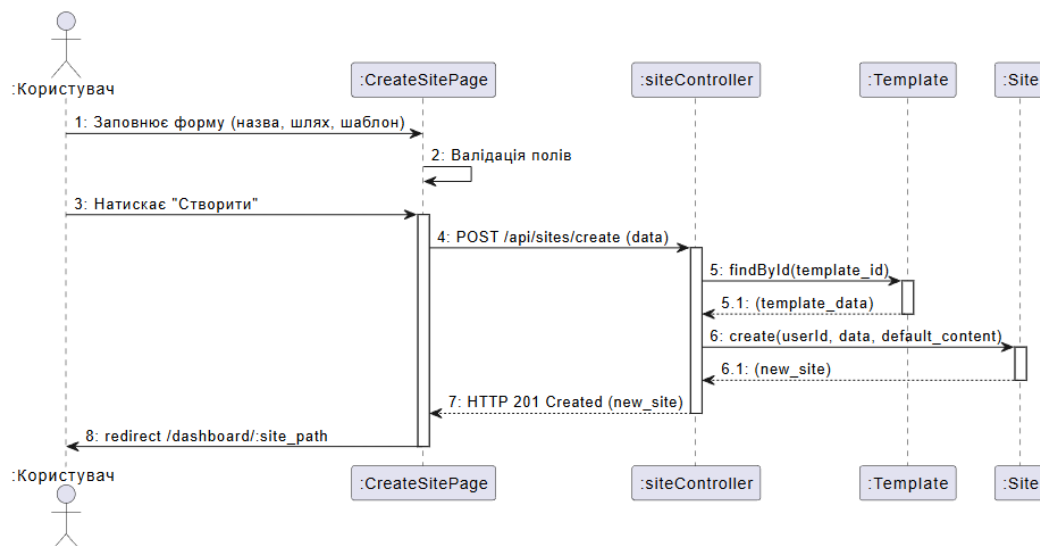 :Користувач
:CreateSitePage
:siteController
:Template
:Site
1: Заповнює форму (назва, шлях, шаблон)
2: Валідація полів
3: Натискає "Створити"
4: POST /api/sites/create (data)
5: findById(template_id)
5.1: (template_data)
6: create(userId, data, default_content)
6.1: (new_site)
7: HTTP 201 Created (new_site)
8: redirect /dashboard/:site_path
:Користувач
:CreateSitePage
:siteController
:Template
:Site